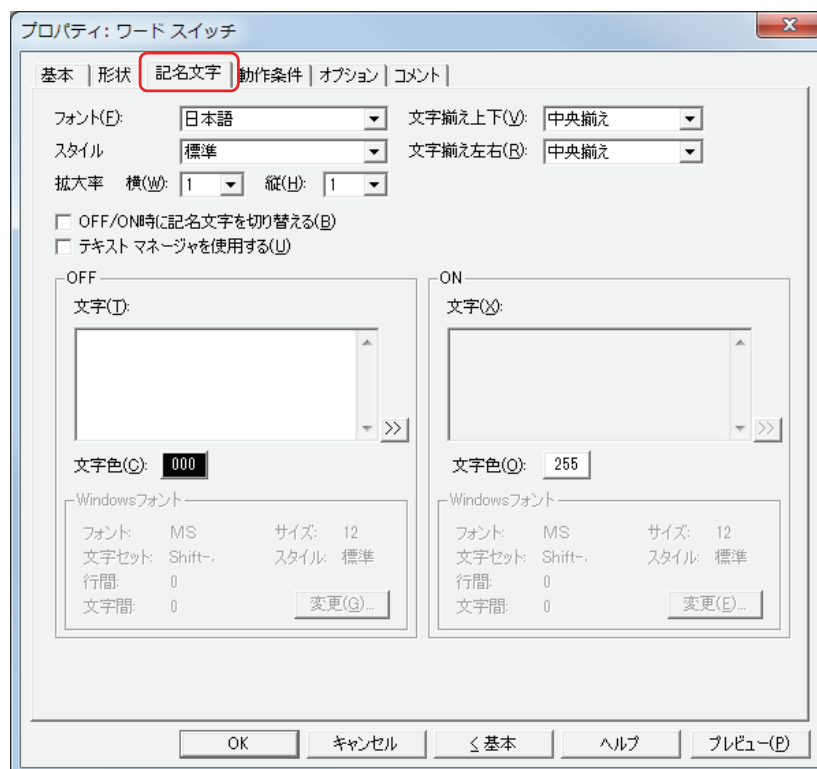 プロパティ: ワード スイッチ
x
基本 形状 記名文字 動作条件 オプション コメント
フォント(F): 日本語 文字揃え上下(V): 中央揃え
スタイル 標準 文字揃え左右(R): 中央揃え
拡大率 横(W): 1 縦(H): 1
OFF/ON時に記名文字を切り替える(B)
テキスト マネージャを使用する(U)
OFF
文字(T):
>>
文字色(C): 000
Windowsフォント
フォント: MS サイズ: 12
文字セット: Shift-. スタイル: 標準
行間: 0
文字間: 0 変更(G)...
ON
文字(X):
>>
文字色(O): 255
Windowsフォント
フォント: MS サイズ: 12
文字セット: Shift-. スタイル: 標準
行間: 0
文字間: 0 変更(E)...
OK キャンセル < 基本 ヘルプ プレビュー(P)